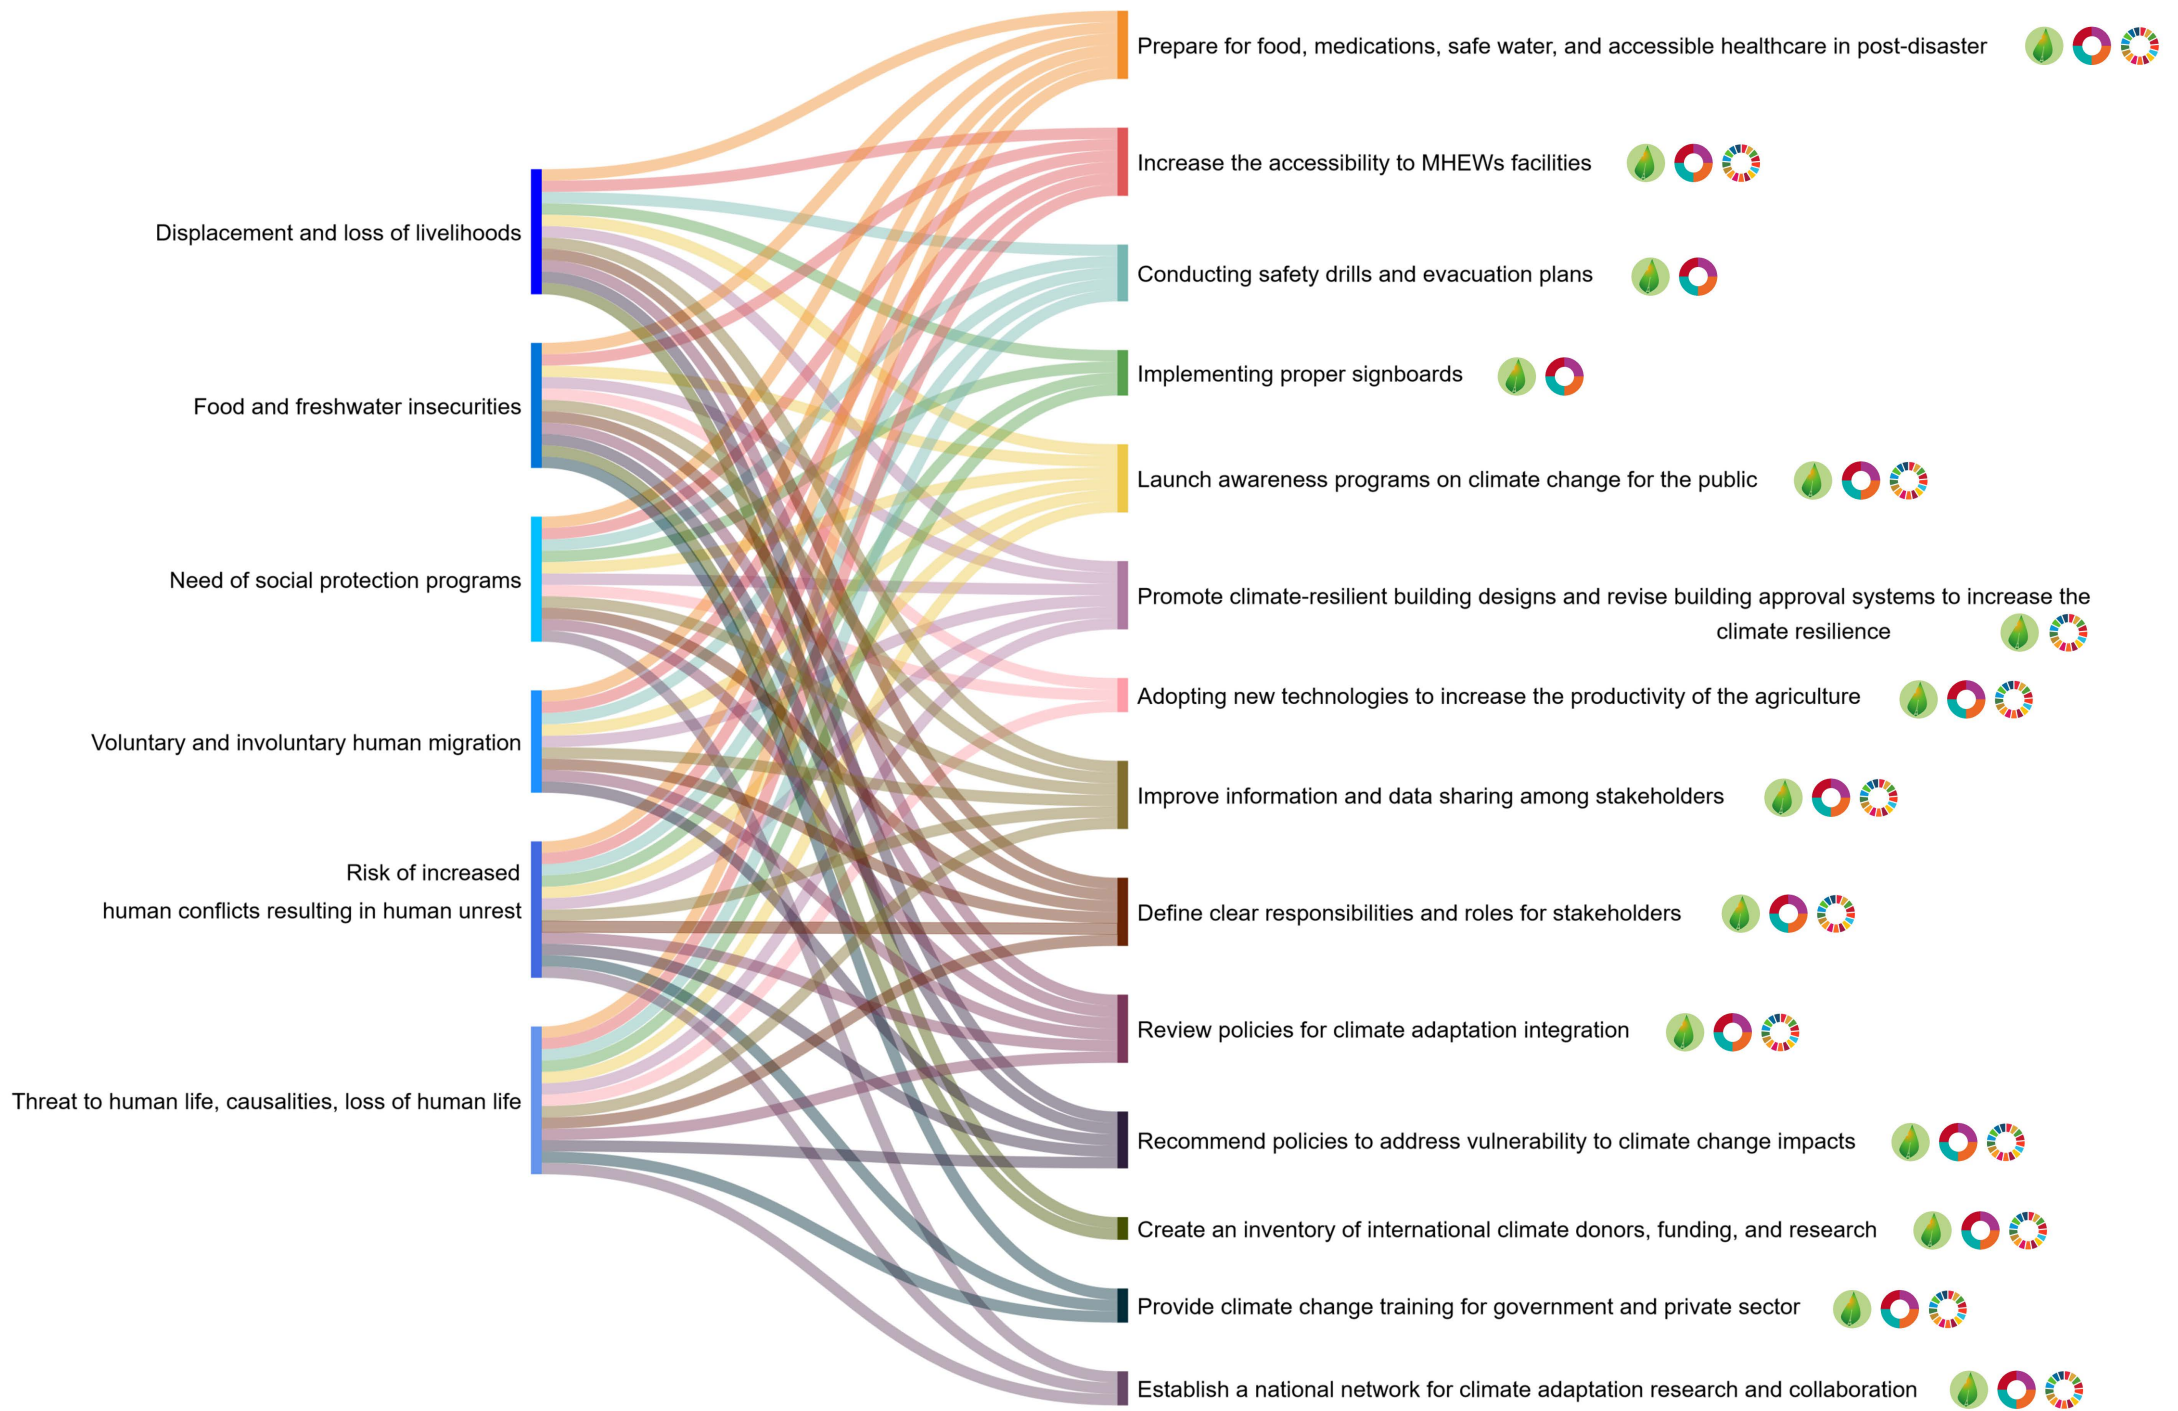 Displacement and loss of livelihoods
Food and freshwater insecurities
Need of social protection programs
Voluntary and involuntary human migration
Risk of increased
human conflicts resulting in human unrest
Threat to human life, causalities, loss of human life
Prepare for food, medications, safe water, and accessible healthcare in post-disaster
Increase the accessibility to MHEWs facilities
Conducting safety drills and evacuation plans
Implementing proper signboards
Launch awareness programs on climate change for the public
Promote climate-resilient building designs and revise building approval systems to increase the
climate resilience
Adopting new technologies to increase the productivity of the agriculture
Improve information and data sharing among stakeholders
Define clear responsibilities and roles for stakeholders
Review policies for climate adaptation integration
Recommend policies to address vulnerability to climate change impacts
Create an inventory of international climate donors, funding, and research
Provide climate change training for government and private sector
Establish a national network for climate adaptation research and collaboration